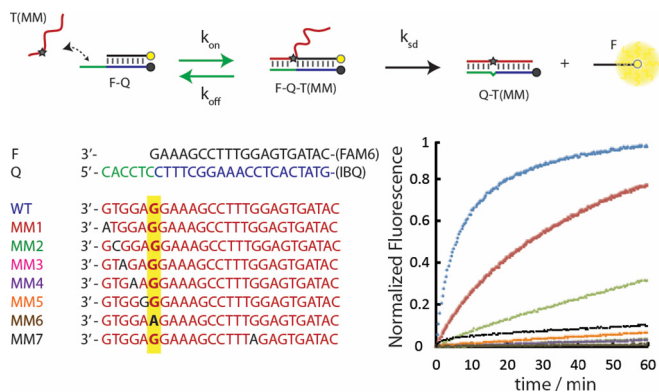 T(MM)
k_on
k_off
k_sd
+
F
F-Q
F-Q-T(MM)
Q-T(MM)
F 3′- GAAAGCCTTTGGAGTGATAC-(FAM6)
Q 5′- CACCTCCTTTCGGAAACCTCACTATG-(IBQ)
WT 3′- GTGGAGGAAAGCCTTTGGAGTGATAC
MM1 3′- ATGGAGGAAAGCCTTTGGAGTGATAC
MM2 3′- GCGGAGGAAAGCCTTTGGAGTGATAC
MM3 3′- GTAGAGGAAAGCCTTTGGAGTGATAC
MM4 3′- GTGAAGGAAAGCCTTTGGAGTGATAC
MM5 3′- GTGGGGGAAAGCCTTTGGAGTGATAC
MM6 3′- GTGGAAGAAAGCCTTTGGAGTGATAC
MM7 3′- GTGGAGGAAAGCCTTTAGAGTGATAC
Normalized Fluorescence
1
0.8
0.6
0.4
0.2
0
0 10 20 30 40 50 60
time / min